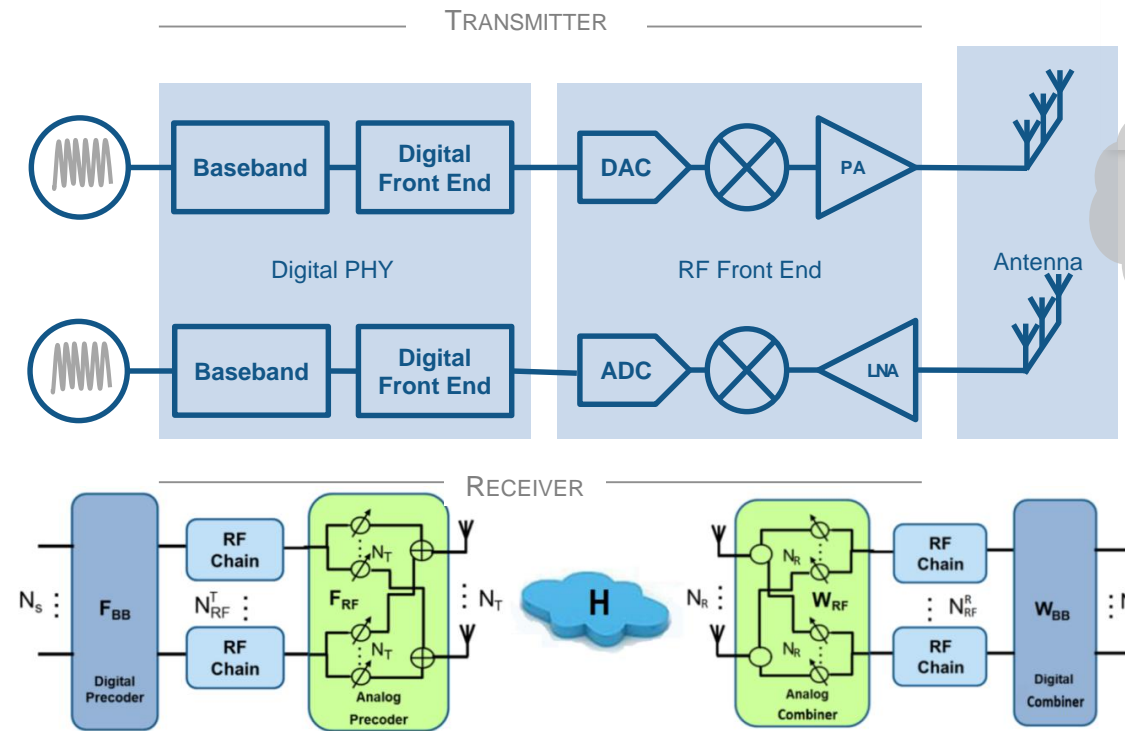 TRANSMITTER
Baseband
Digital
Front End
DAC
PA
Digital PHY
RF Front End
Antenna
Baseband
Digital
Front End
ADC
LNA
RECEIVER
N_s
F_BB
Digital
Precoder
RF
Chain
N_RF^T
RF
Chain
N_T
F_RF
N_T
Analog
Precoder
N_T
H
N_R
N_R
W_RF
N_R
Analog
Combiner
RF
Chain
N_RF^R
RF
Chain
W_BB
Digital
Combiner
N